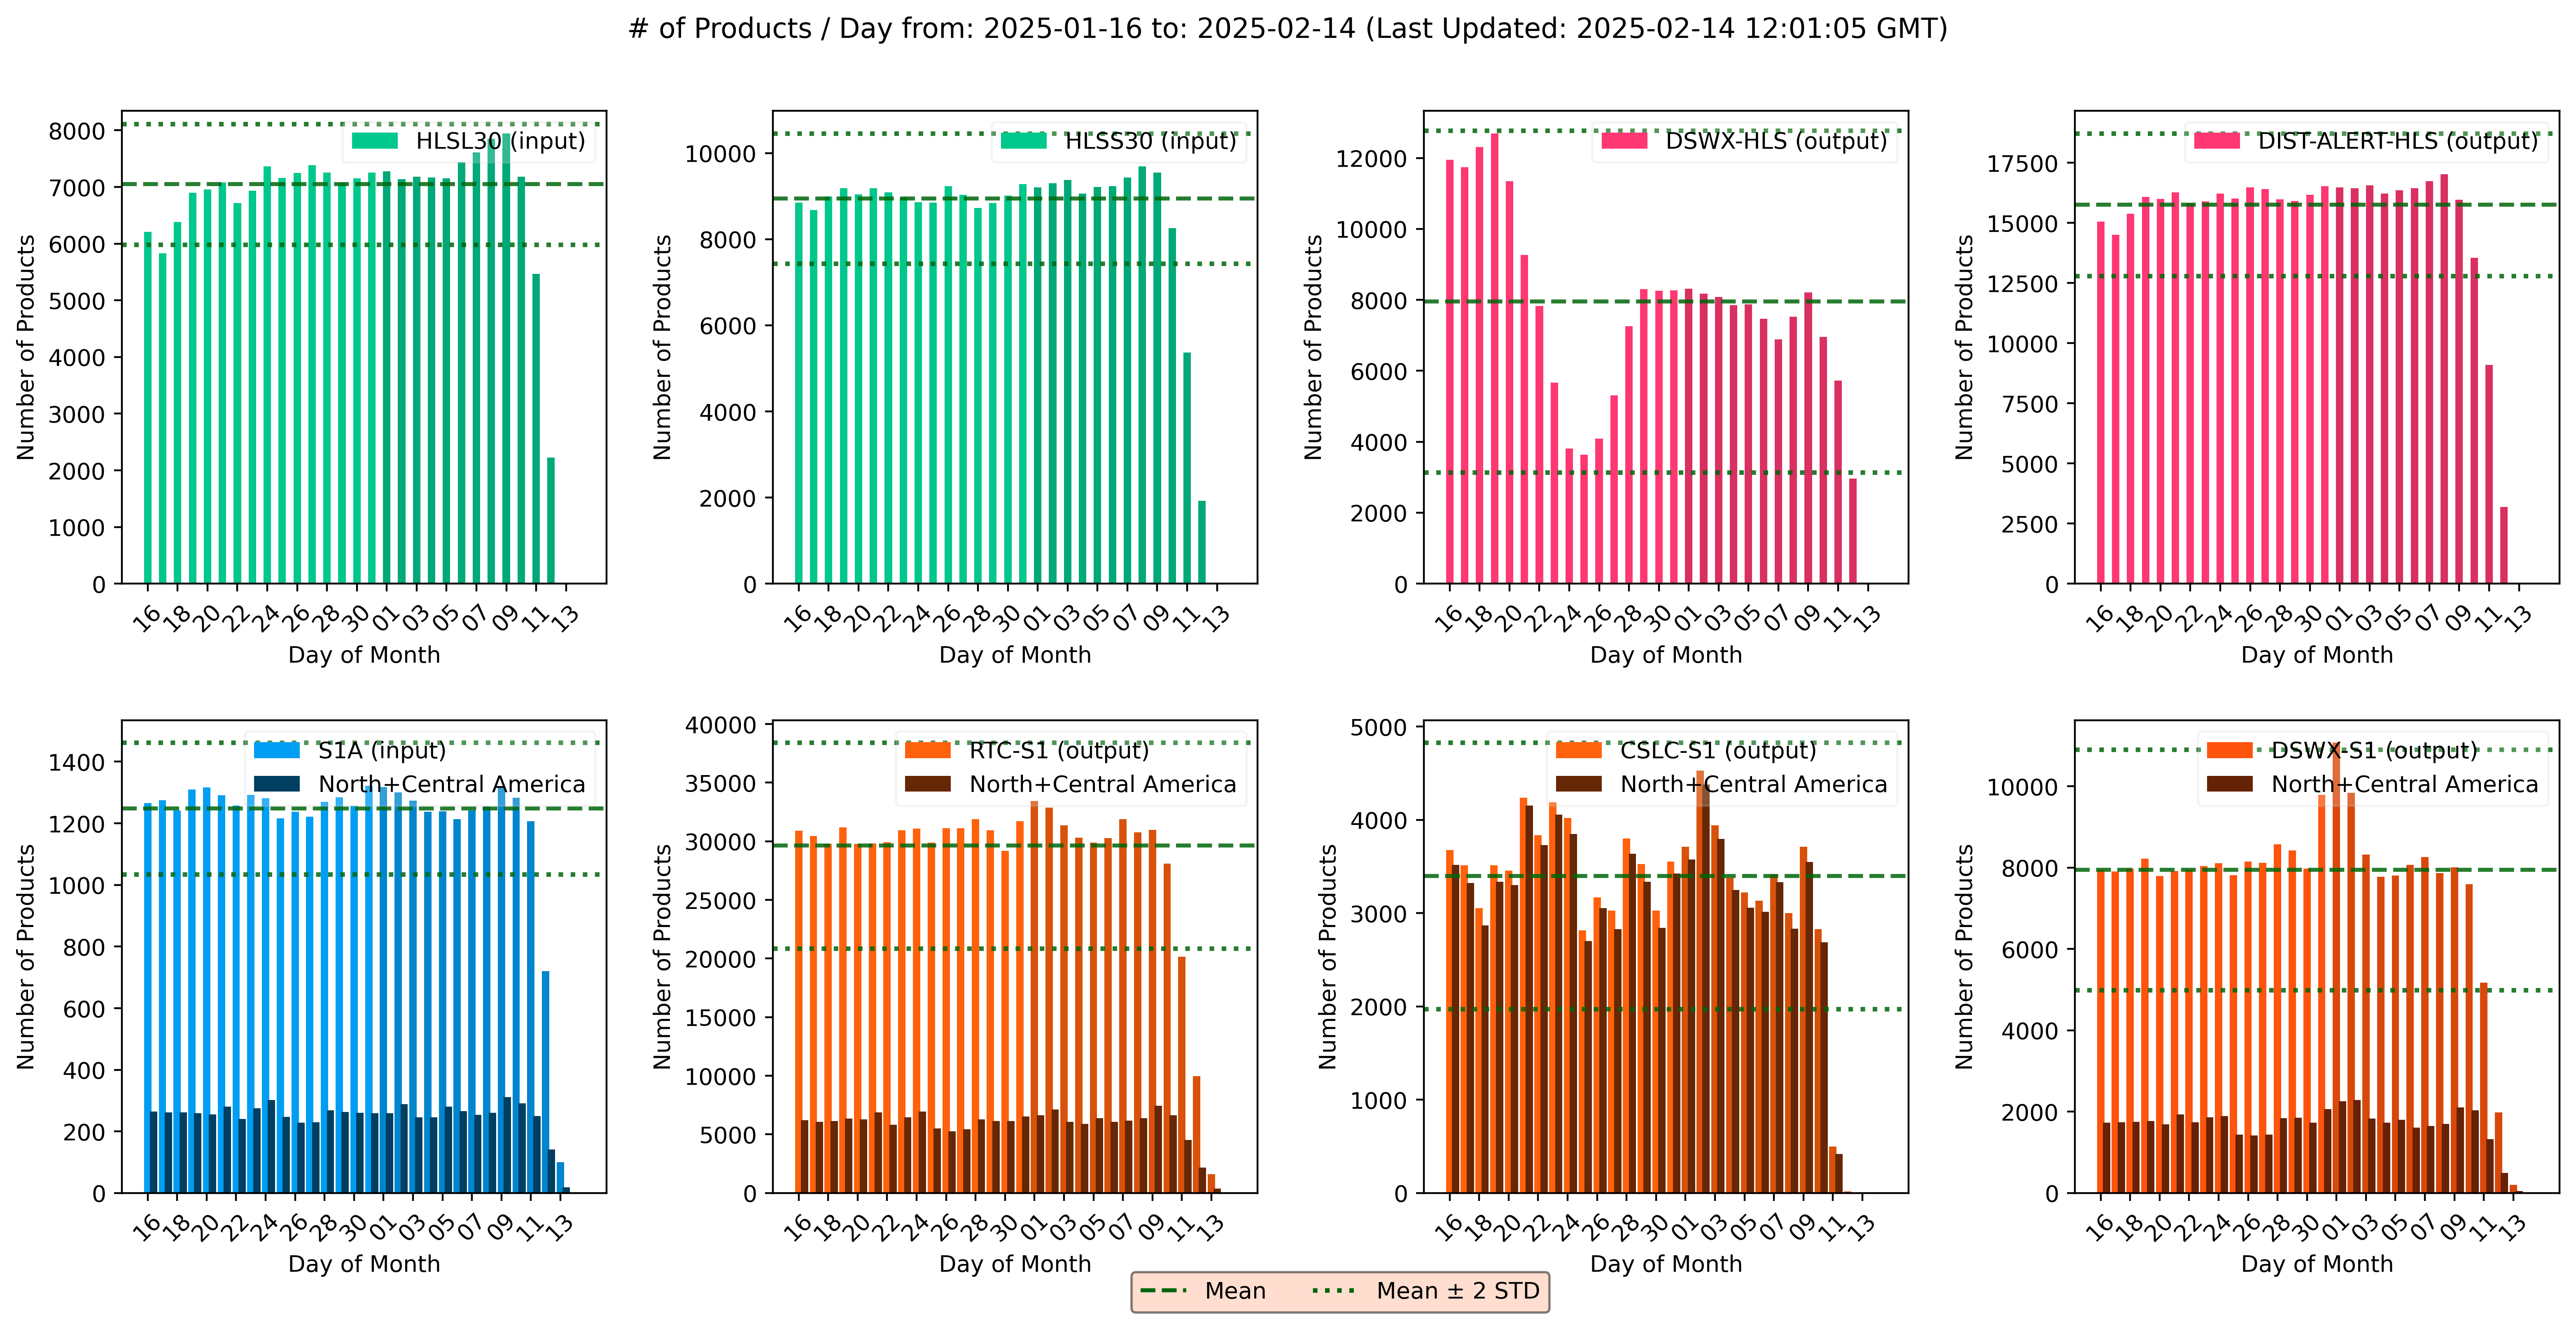 # of Products / Day from: 2025-01-16 to: 2025-02-14 (Last Updated: 2025-02-14 12:01:05 GMT)
HLSL30 (input)
Number of Products
8000
7000
6000
5000
4000
3000
2000
1000
0
16 18 20 22 24 26 28 30 01 03 05 07 09 11 13
Day of Month
HLSS30 (input)
Number of Products
10000
8000
6000
4000
2000
0
16 18 20 22 24 26 28 30 01 03 05 07 09 11 13
Day of Month
DSWX-HLS (output)
Number of Products
12000
10000
8000
6000
4000
2000
0
16 18 20 22 24 26 28 30 01 03 05 07 09 11 13
Day of Month
DIST-ALERT-HLS (output)
Number of Products
17500
15000
12500
10000
7500
5000
2500
0
16 18 20 22 24 26 28 30 01 03 05 07 09 11 13
Day of Month
S1A (input)
North+Central America
Number of Products
1400
1200
1000
800
600
400
200
0
16 18 20 22 24 26 28 30 01 03 05 07 09 11 13
Day of Month
RTC-S1 (output)
North+Central America
Number of Products
40000
35000
30000
25000
20000
15000
10000
5000
0
16 18 20 22 24 26 28 30 01 03 05 07 09 11 13
Day of Month
CSLC-S1 (output)
North+Central America
Number of Products
5000
4000
3000
2000
1000
0
16 18 20 22 24 26 28 30 01 03 05 07 09 11 13
Day of Month
DSWX-S1 (output)
North+Central America
Number of Products
10000
8000
6000
4000
2000
0
16 18 20 22 24 26 28 30 01 03 05 07 09 11 13
Day of Month
Mean
Mean ± 2 STD